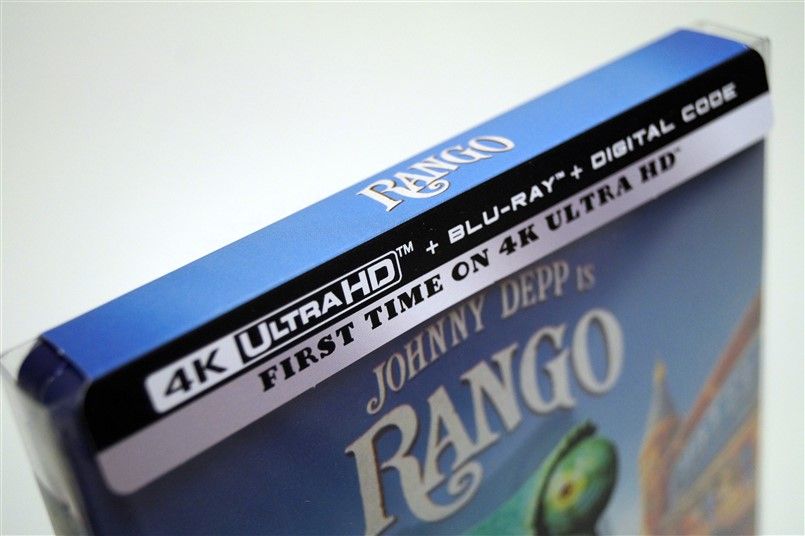 RANGO
4K ULTRAHD™ + BLU-RAY™ + DIGITAL CODE
FIRST TIME ON 4K ULTRA HD™
JOHNNY DEPP IS
RANGO